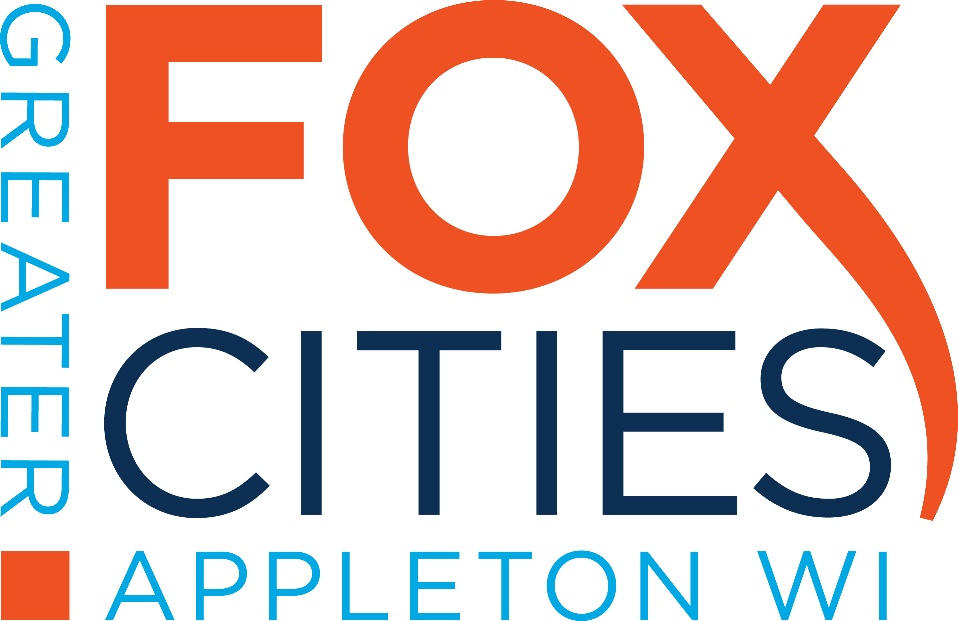 GREATER
FOX
CITIES
APPLETON WI